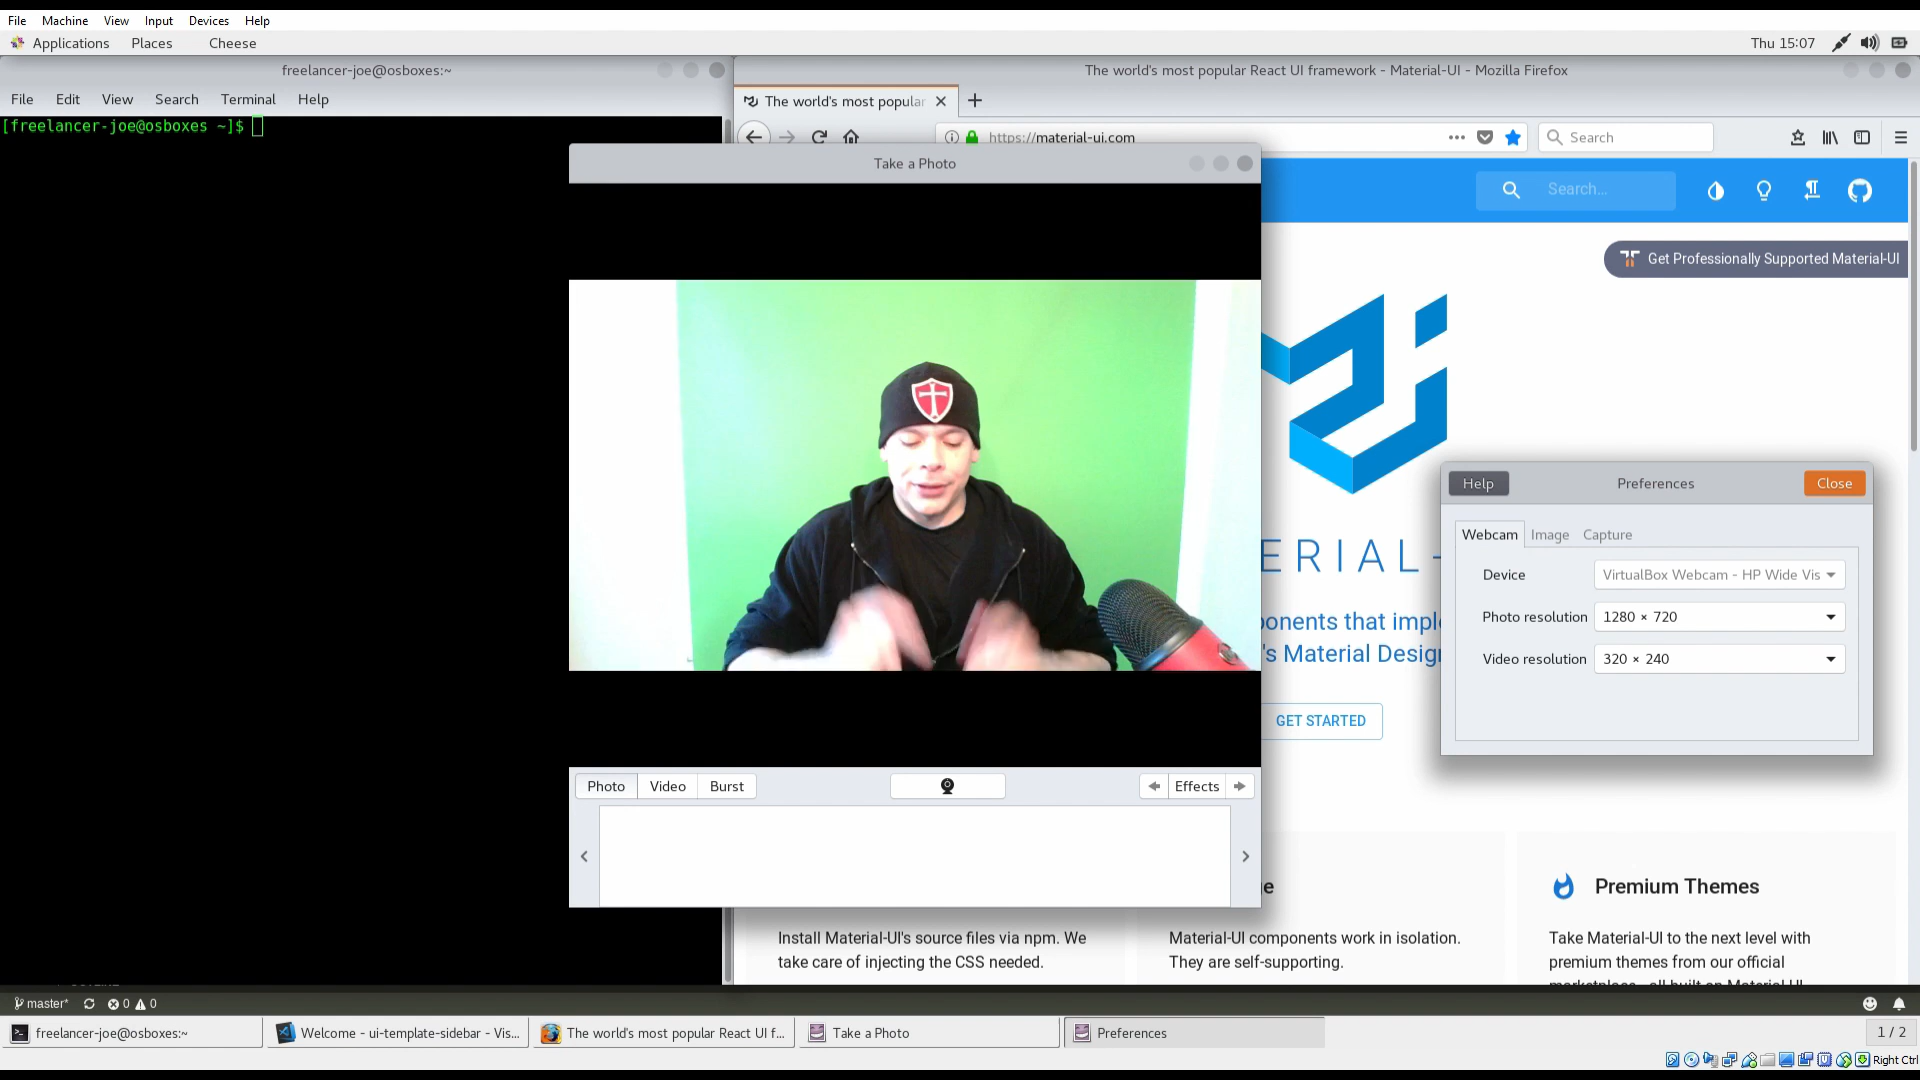 File Machine View Input Devices Help
Applications Places Cheese Thu 15:07
freelancer-joe@osboxes:~
File Edit View Search Terminal Help
[freelancer-joe@osboxes ~]$
The world's most popular React UI framework - Material-UI - Mozilla Firefox
The world's most popular
https://material-ui.com
Search
Search...
Get Professionally Supported Material-UI
Take a Photo
ERIAL-
onents that impl
's Material Desig
GET STARTED
Help Preferences Close
Webcam Image Capture
Device VirtualBox Webcam - HP Wide Vis
Photo resolution 1280 × 720
Video resolution 320 × 240
Photo Video Burst Effects
e
Premium Themes
Install Material-UI's source files via npm. We
take care of injecting the CSS needed.
Material-UI components work in isolation.
They are self-supporting.
Take Material-UI to the next level with
premium themes from our official
master* 0 0
freelancer-joe@osboxes:~ Welcome - ui-template-sidebar - Vis... The world's most popular React UI f... Take a Photo Preferences 1 / 2
Right Ctrl